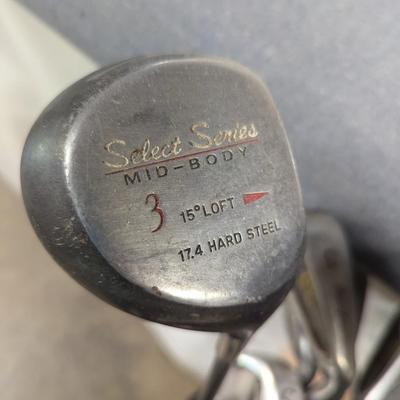 Select Series
MID-BODY
3 15° LOFT
17.4 HARD STEEL